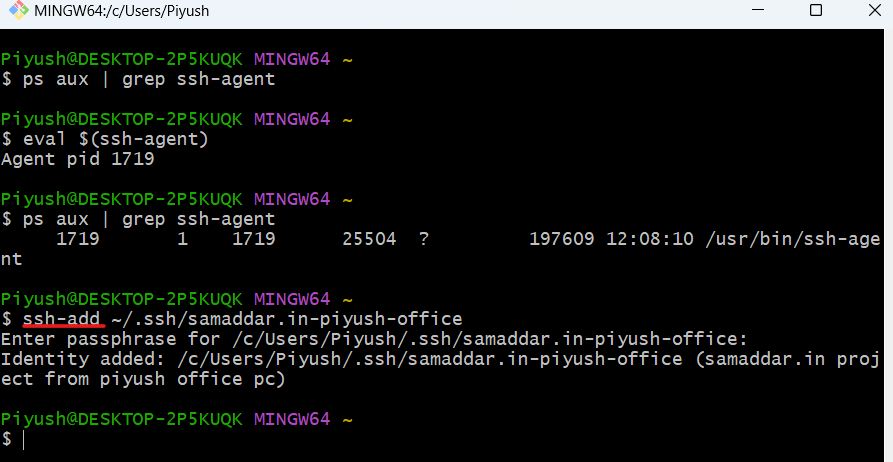 MINGW64:/c/Users/Piyush
Piyush@DESKTOP-2P5KUQK MINGW64 ~
$ ps aux | grep ssh-agent
Piyush@DESKTOP-2P5KUQK MINGW64 ~
$ eval $(ssh-agent)
Agent pid 1719
Piyush@DESKTOP-2P5KUQK MINGW64 ~
$ ps aux | grep ssh-agent
     1719       1    1719      25504  ?         197609 12:08:10 /usr/bin/ssh-age
nt
Piyush@DESKTOP-2P5KUQK MINGW64 ~
$ ssh-add ~/.ssh/samaddar.in-piyush-office
Enter passphrase for /c/Users/Piyush/.ssh/samaddar.in-piyush-office:
Identity added: /c/Users/Piyush/.ssh/samaddar.in-piyush-office (samaddar.in proj
ect from piyush office pc)
Piyush@DESKTOP-2P5KUQK MINGW64 ~
$